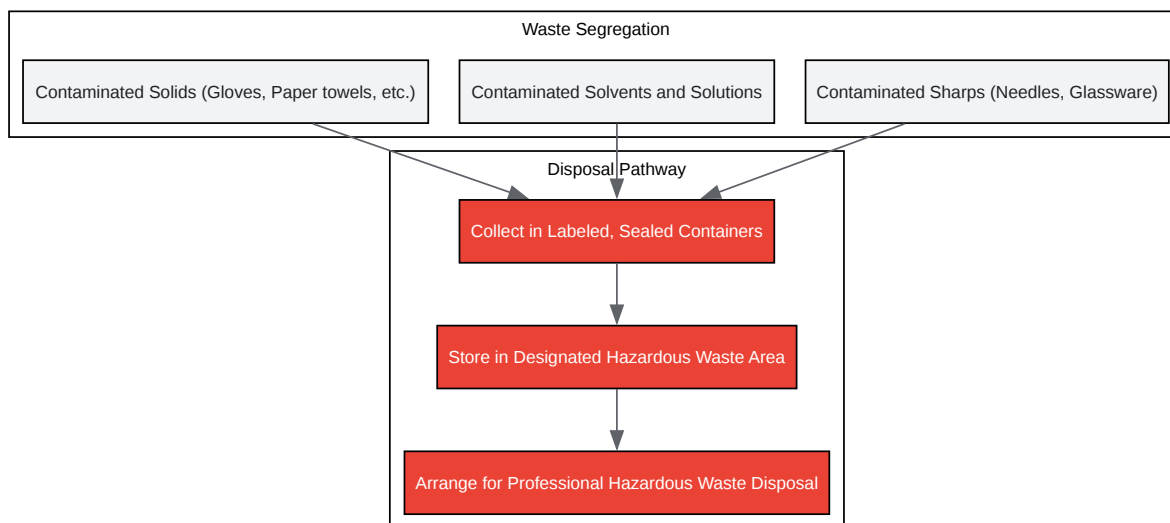 Waste Segregation
Contaminated Solids (Gloves, Paper towels, etc.)
Contaminated Solvents and Solutions
Contaminated Sharps (Needles, Glassware)
Disposal Pathway
Collect in Labeled, Sealed Containers
Store in Designated Hazardous Waste Area
Arrange for Professional Hazardous Waste Disposal